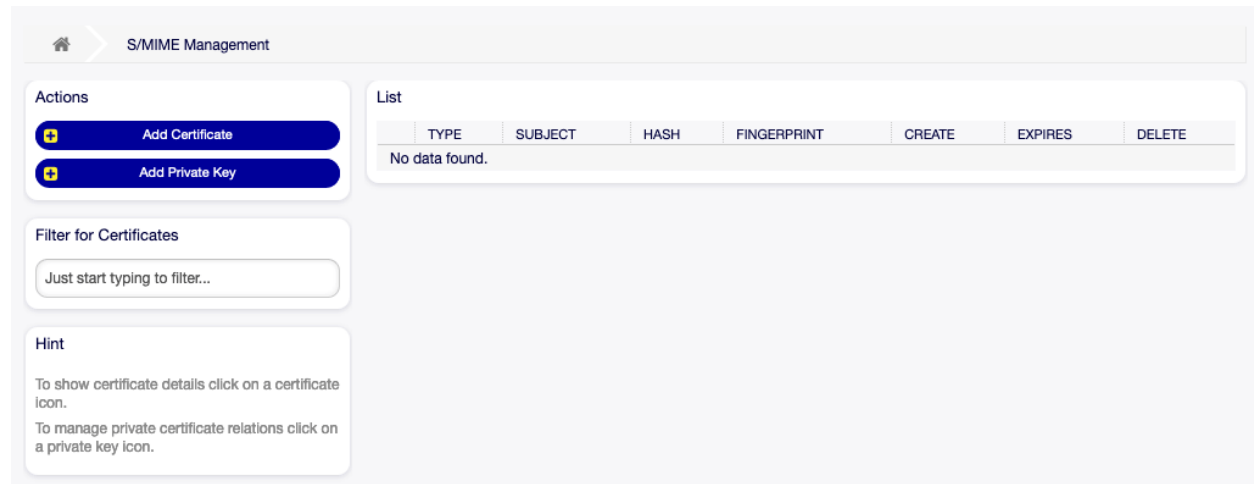 S/MIME Management
Actions
Add Certificate
Add Private Key
Filter for Certificates
Just start typing to filter...
Hint
To show certificate details click on a certificate
icon.
To manage private certificate relations click on
a private key icon.
List
TYPE SUBJECT HASH FINGERPRINT CREATE EXPIRES DELETE
No data found.